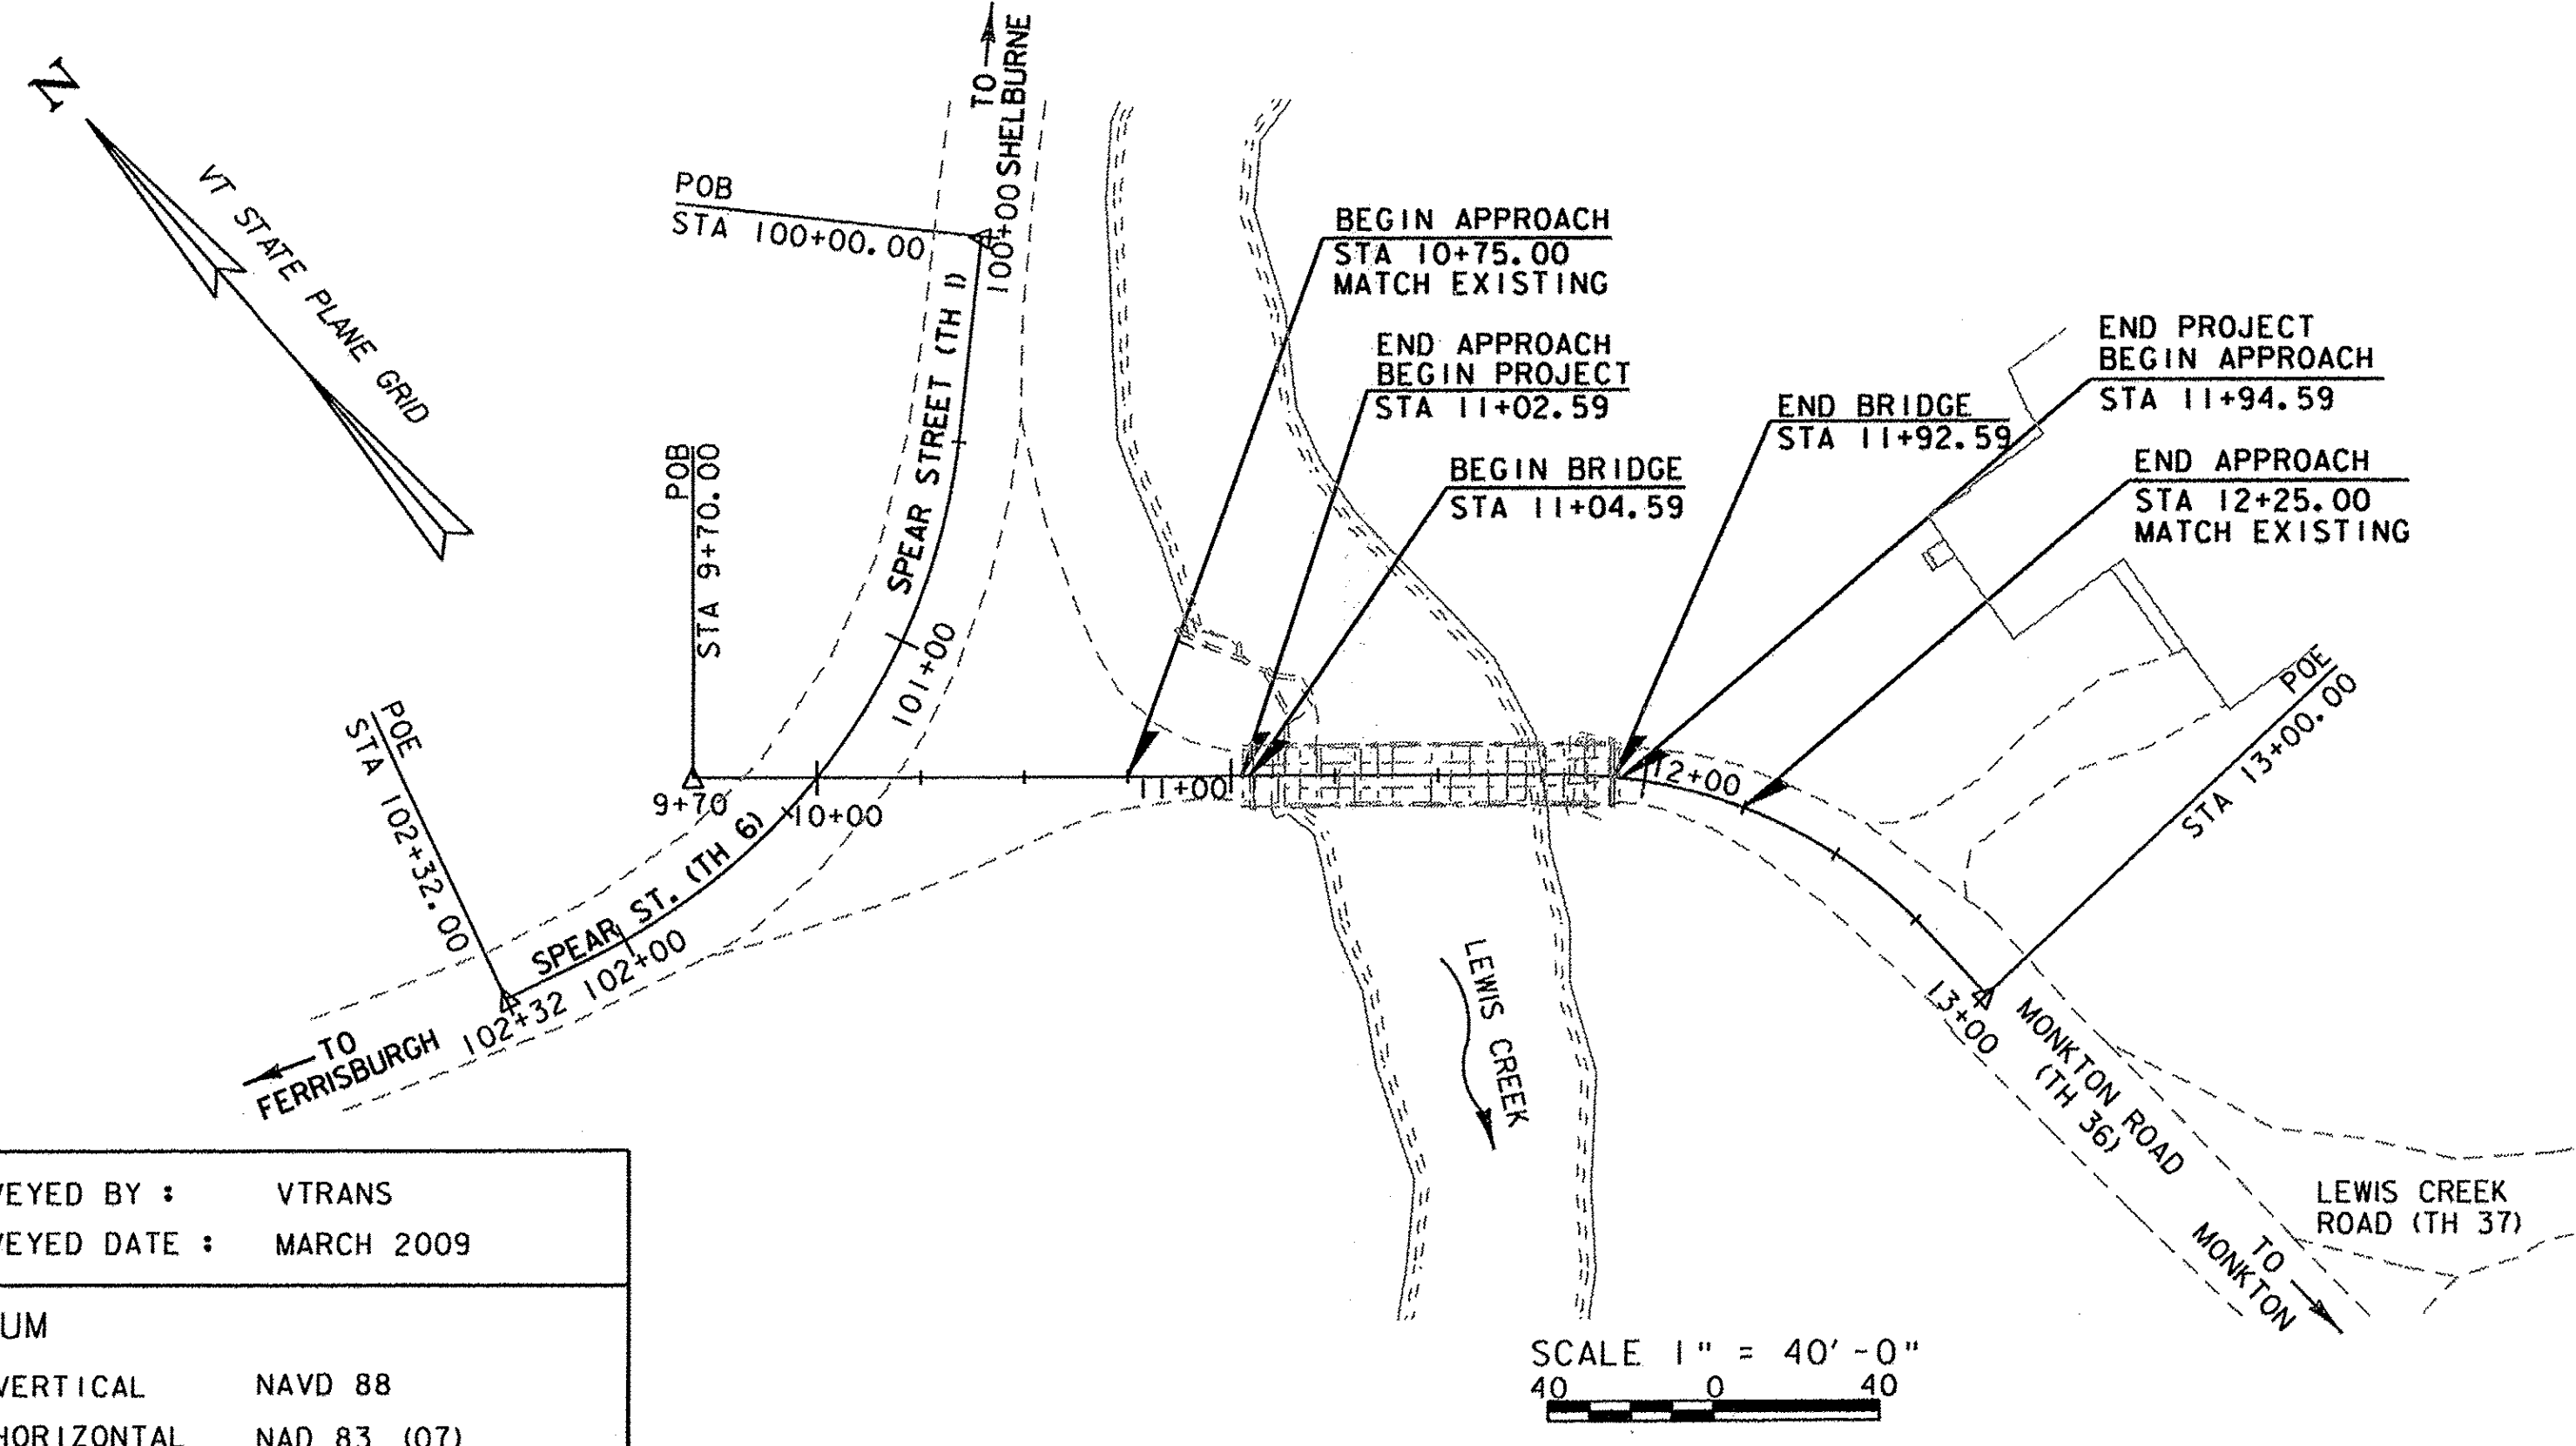 N
VT STATE PLANE GRID
TO
SHELBURNE
100+00
POB
STA 100+00.00
SPEAR STREET (TH 1)
101+00
POB
STA 9+70.00
9+70
10+00
POE
STA 102+32.00
SPEAR ST. (TH 6)
102+00
102+32
TO
FERRISBURGH
BEGIN APPROACH
STA 10+75.00
MATCH EXISTING
END APPROACH
BEGIN PROJECT
STA 11+02.59
BEGIN BRIDGE
STA 11+04.59
END BRIDGE
STA 11+92.59
END PROJECT
BEGIN APPROACH
STA 11+94.59
END APPROACH
STA 12+25.00
MATCH EXISTING
11+00
12+00
POE
STA 13+00.00
13+00
MONKTON ROAD
(TH 36)
LEWIS CREEK
LEWIS CREEK
ROAD (TH 37)
TO
MONKTON
VEYED BY : VTRANS
VEYED DATE : MARCH 2009
UM
VERTICAL NAVD 88
HORIZONTAL NAD 83 (07)
SCALE 1" = 40'-0"
40 0 40